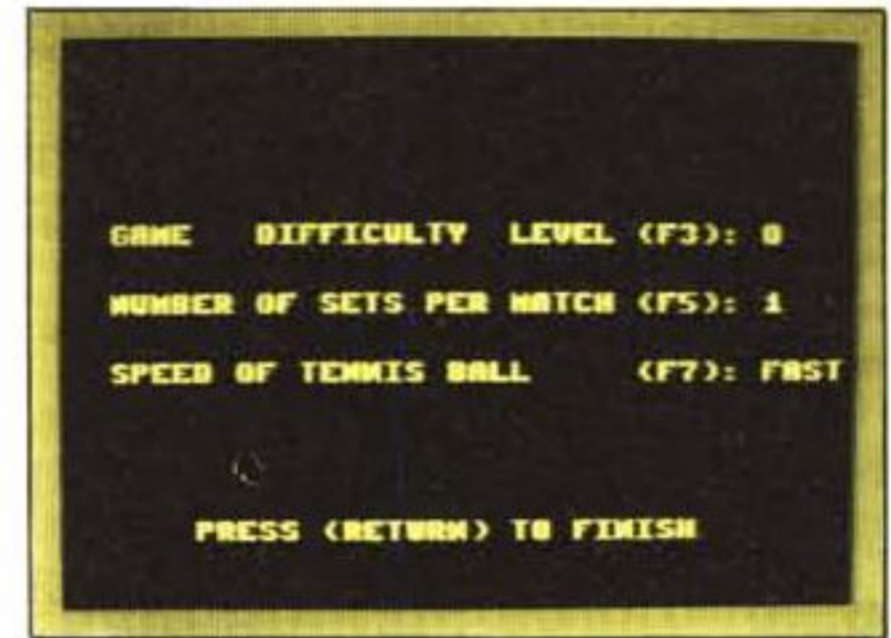 GAME DIFFICULTY LEVEL (F3): 0
NUMBER OF SETS PER MATCH (F5): 1
SPEED OF TENNIS BALL (F7): FAST
PRESS (RETURN) TO FINISH